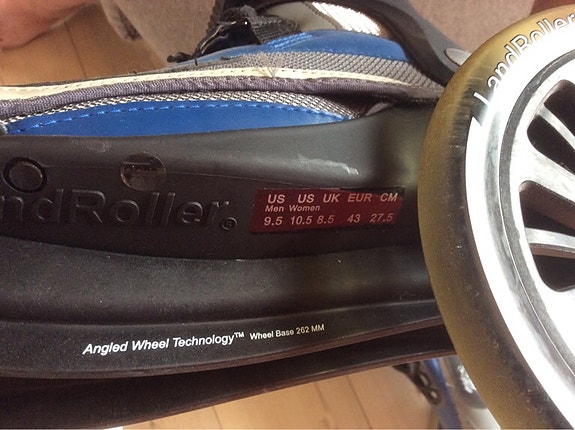 LandRoller
ndRoller®
US US UK EUR CM
Men Women
9.5 10.5 8.5 43 27.5
Angled Wheel Technology™ Wheel Base 262 MM